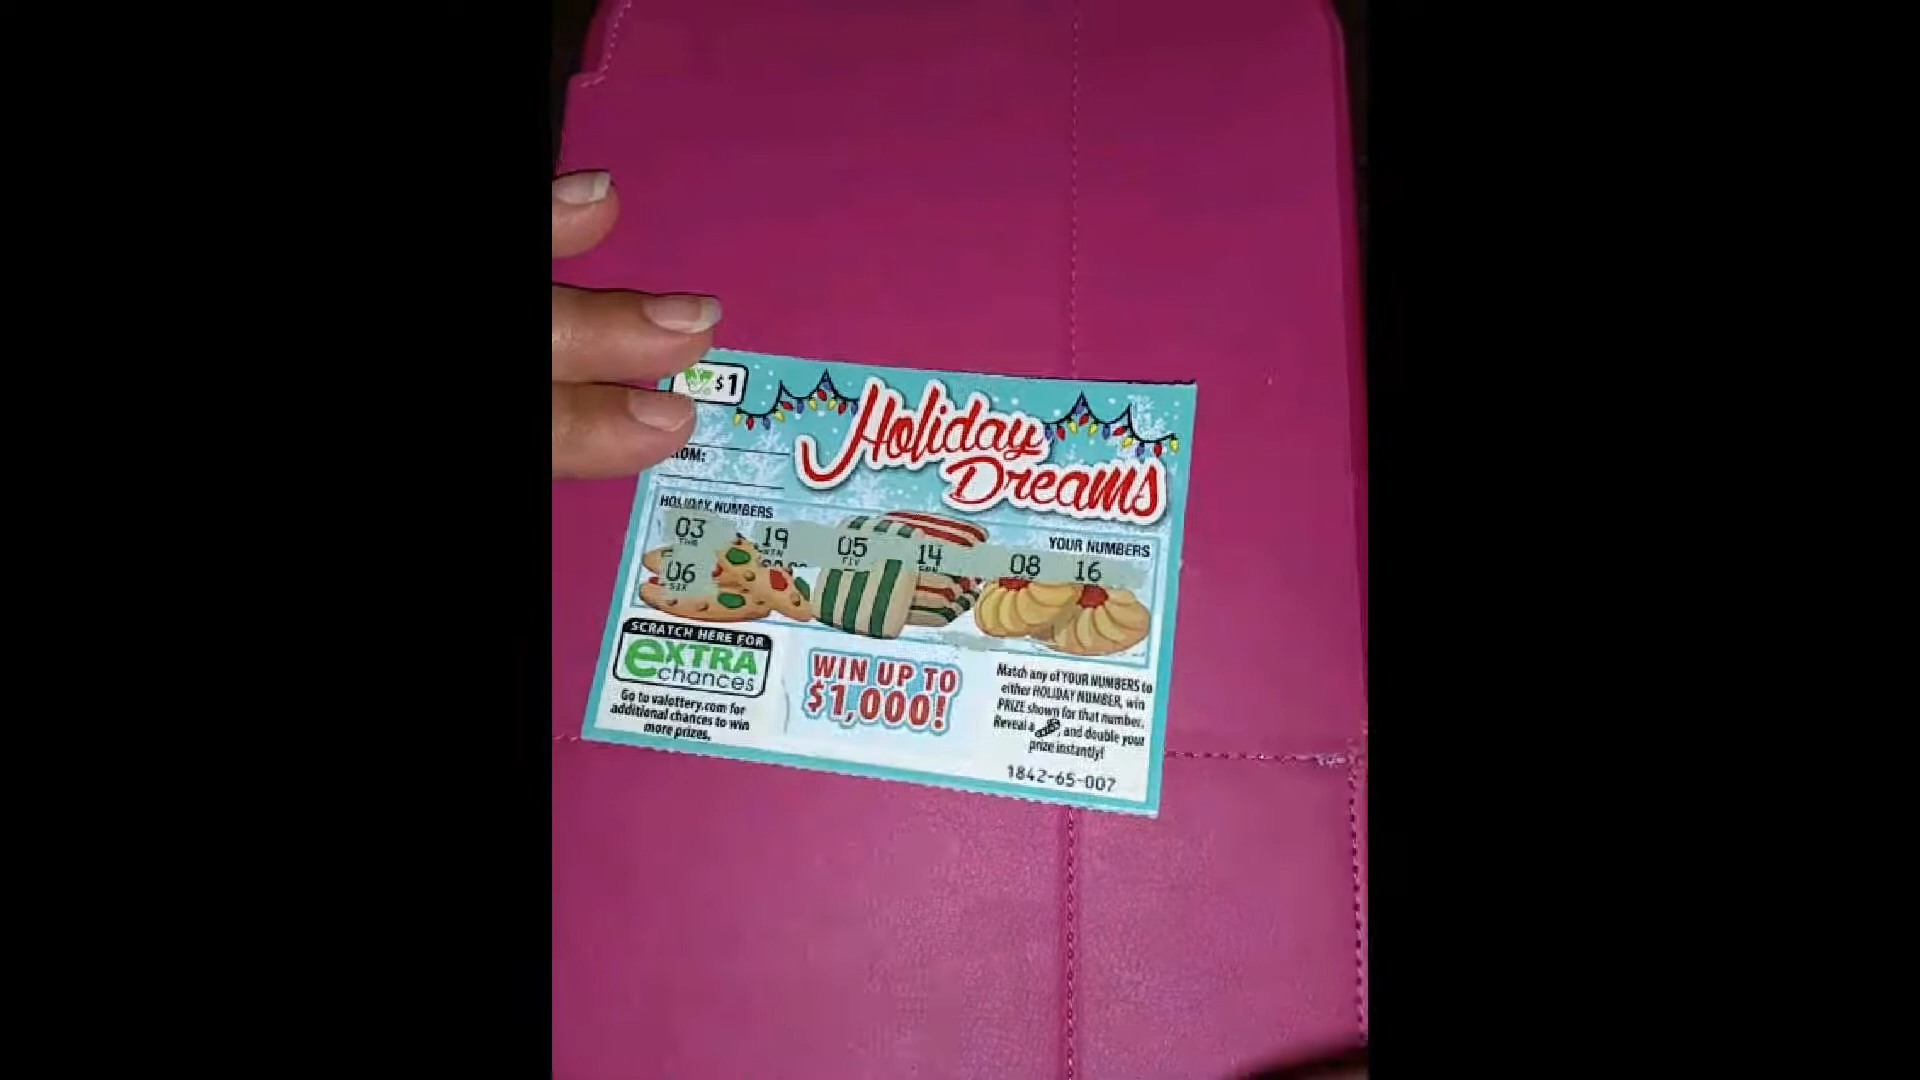 $1
Holiday
Dreams
HOLIDAY NUMBERS
YOUR NUMBERS
03 19 05 14 08 16
06
SIX
SCRATCH HERE FOR
eXTRA
chances
Go to valottery.com for
additional chances to win
more prizes.
WIN UP TO
$1,000!
Match any of YOUR NUMBERS to
either HOLIDAY NUMBER, win
PRIZE shown for that number.
Reveal a , and double your
prize instantly!
1842-65-007